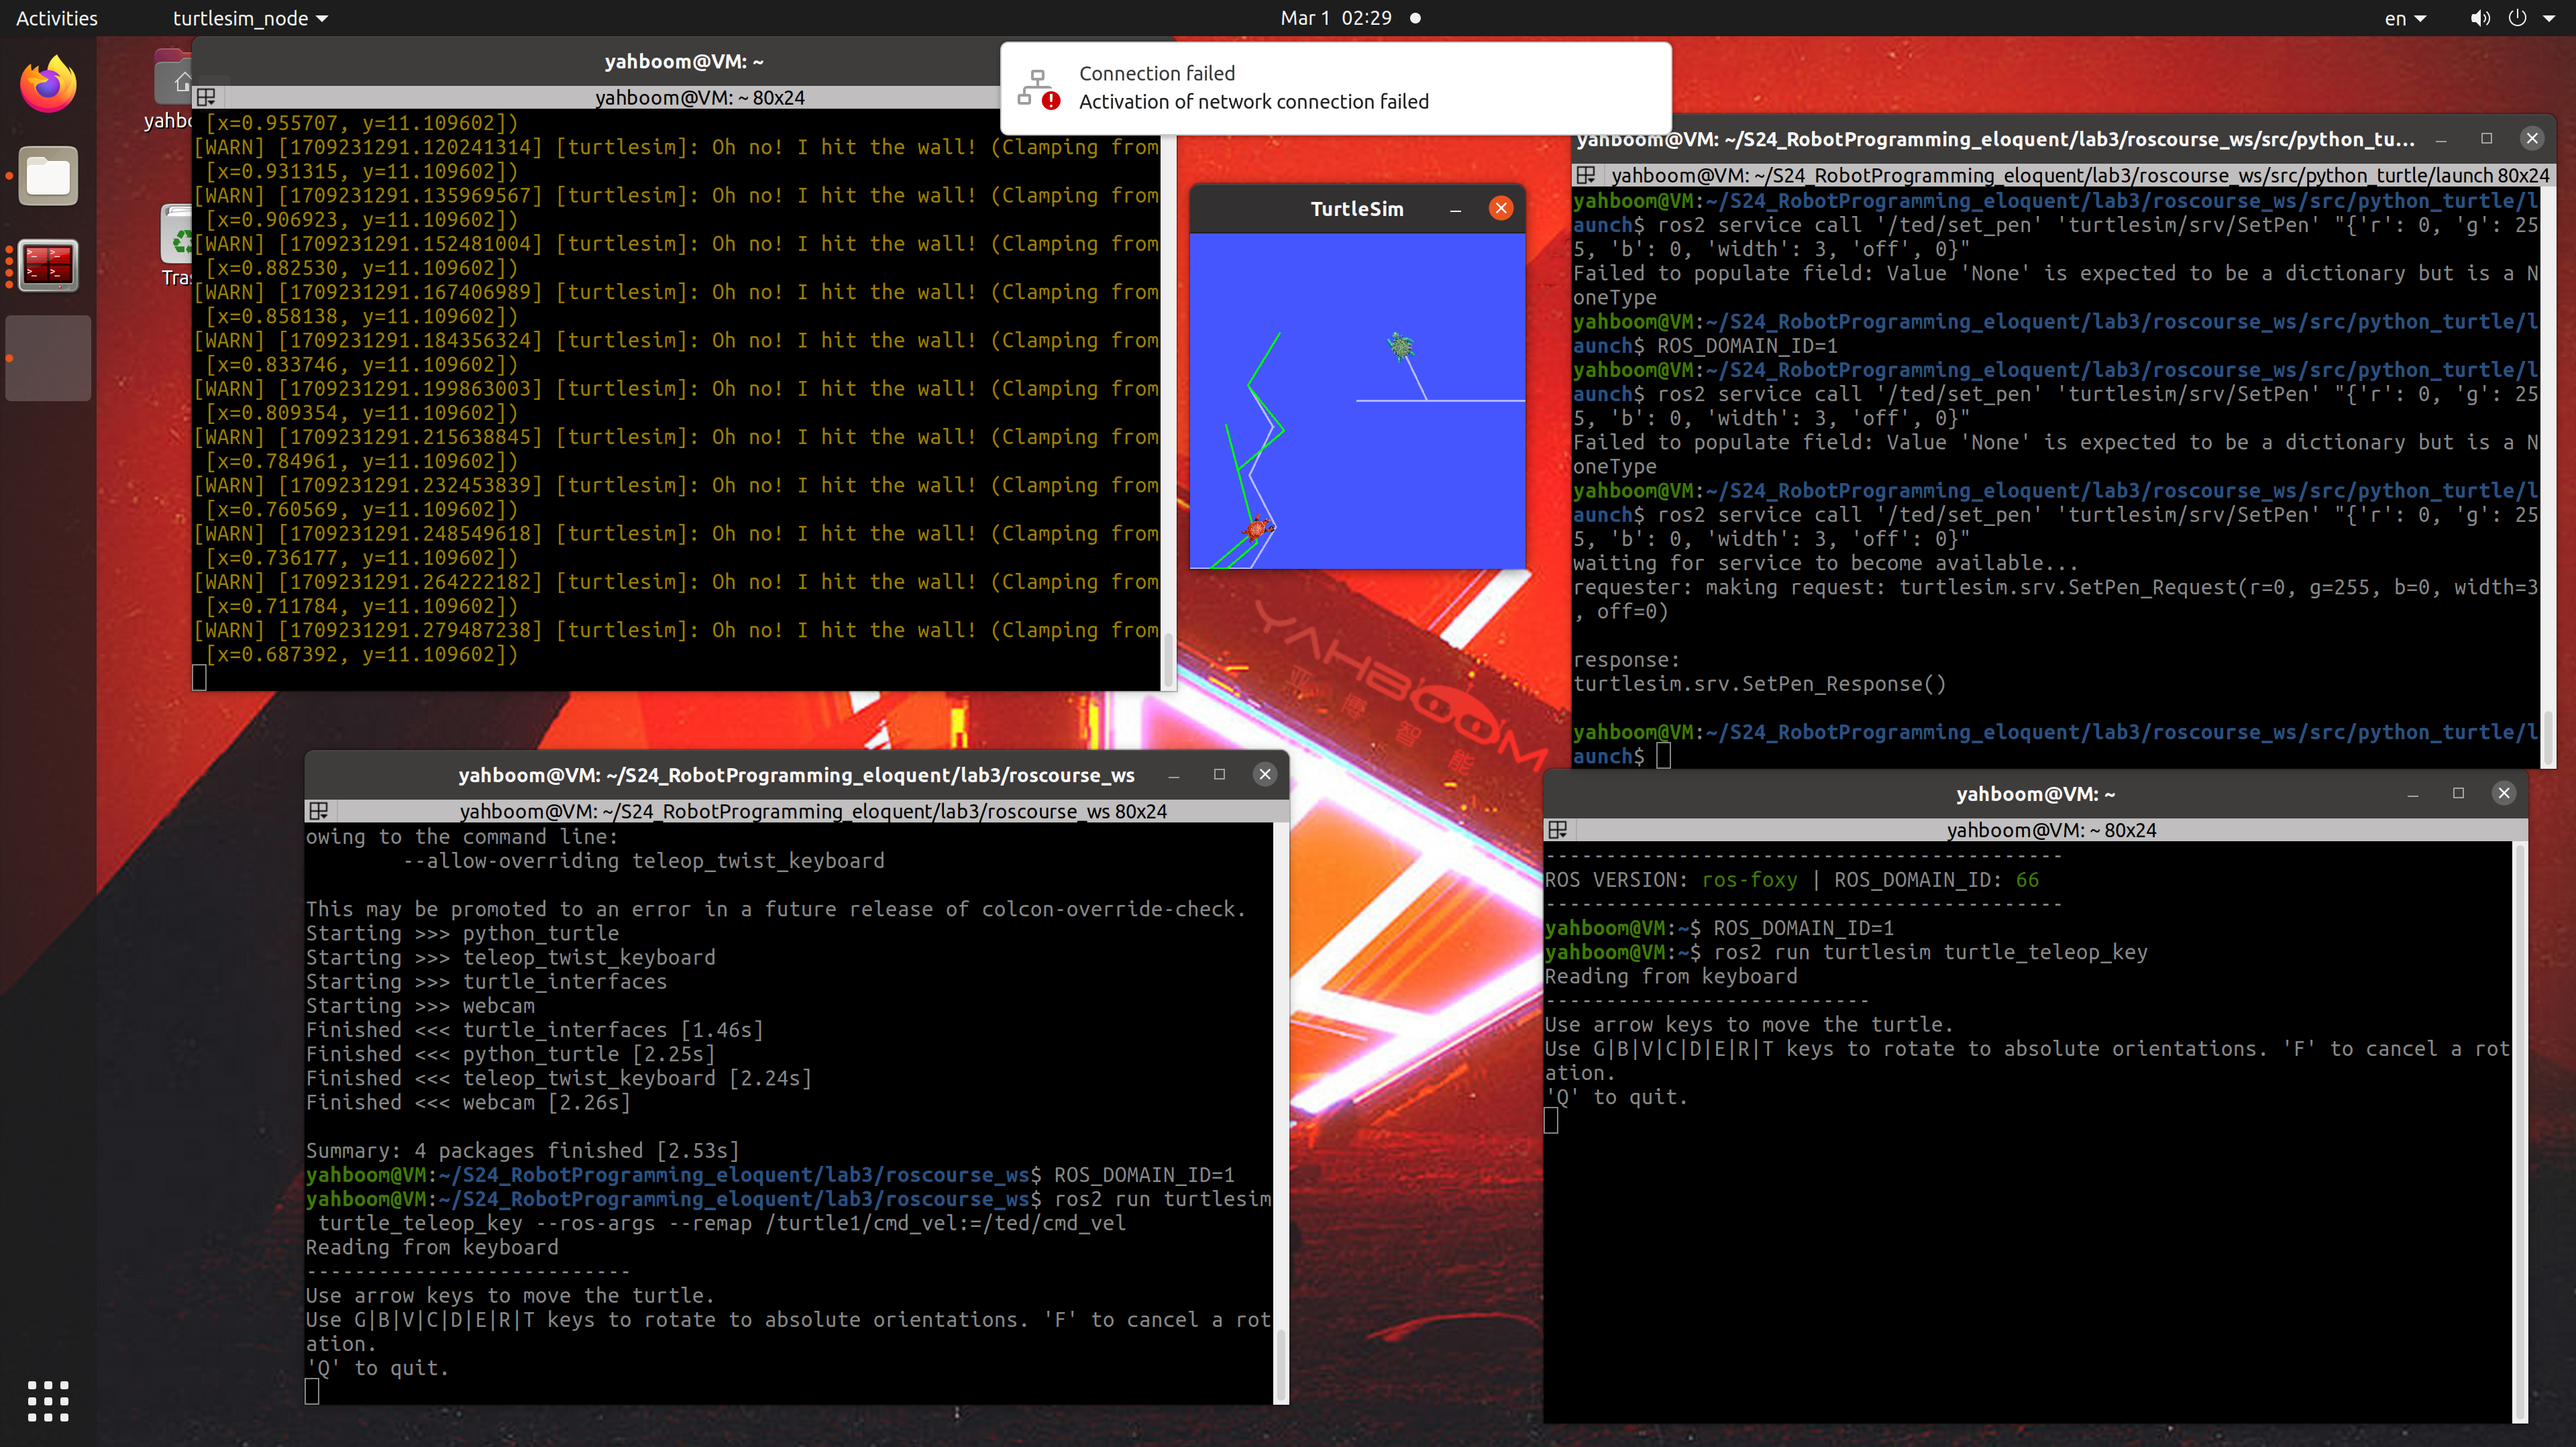 Activities
turtlesim_node
Mar 1 02:29
en
yahbo
Tras
yahboom@VM: ~
yahboom@VM: ~ 80x24
[x=0.955707, y=11.109602])
[WARN] [1709231291.120241314] [turtlesim]: Oh no! I hit the wall! (Clamping from
[x=0.931315, y=11.109602])
[WARN] [1709231291.135969567] [turtlesim]: Oh no! I hit the wall! (Clamping from
[x=0.906923, y=11.109602])
[WARN] [1709231291.152481004] [turtlesim]: Oh no! I hit the wall! (Clamping from
[x=0.882530, y=11.109602])
[WARN] [1709231291.167406989] [turtlesim]: Oh no! I hit the wall! (Clamping from
[x=0.858138, y=11.109602])
[WARN] [1709231291.184356324] [turtlesim]: Oh no! I hit the wall! (Clamping from
[x=0.833746, y=11.109602])
[WARN] [1709231291.199863003] [turtlesim]: Oh no! I hit the wall! (Clamping from
[x=0.809354, y=11.109602])
[WARN] [1709231291.215638845] [turtlesim]: Oh no! I hit the wall! (Clamping from
[x=0.784961, y=11.109602])
[WARN] [1709231291.232453839] [turtlesim]: Oh no! I hit the wall! (Clamping from
[x=0.760569, y=11.109602])
[WARN] [1709231291.248549618] [turtlesim]: Oh no! I hit the wall! (Clamping from
[x=0.736177, y=11.109602])
[WARN] [1709231291.264222182] [turtlesim]: Oh no! I hit the wall! (Clamping from
[x=0.711784, y=11.109602])
[WARN] [1709231291.279487238] [turtlesim]: Oh no! I hit the wall! (Clamping from
[x=0.687392, y=11.109602])
Connection failed
Activation of network connection failed
TurtleSim
YAHBOOM
亚博智能
yahboom@VM: ~/S24_RobotProgramming_eloquent/lab3/roscourse_ws/src/python_tu...
yahboom@VM: ~/S24_RobotProgramming_eloquent/lab3/roscourse_ws/src/python_turtle/launch 80x24
yahboom@VM:~/S24_RobotProgramming_eloquent/lab3/roscourse_ws/src/python_turtle/l
aunch$ ros2 service call '/ted/set_pen' 'turtlesim/srv/SetPen' "{'r': 0, 'g': 25
5, 'b': 0, 'width': 3, 'off', 0}"
Failed to populate field: Value 'None' is expected to be a dictionary but is a N
oneType
yahboom@VM:~/S24_RobotProgramming_eloquent/lab3/roscourse_ws/src/python_turtle/l
aunch$ ROS_DOMAIN_ID=1
yahboom@VM:~/S24_RobotProgramming_eloquent/lab3/roscourse_ws/src/python_turtle/l
aunch$ ros2 service call '/ted/set_pen' 'turtlesim/srv/SetPen' "{'r': 0, 'g': 25
5, 'b': 0, 'width': 3, 'off', 0}"
Failed to populate field: Value 'None' is expected to be a dictionary but is a N
oneType
yahboom@VM:~/S24_RobotProgramming_eloquent/lab3/roscourse_ws/src/python_turtle/l
aunch$ ros2 service call '/ted/set_pen' 'turtlesim/srv/SetPen' "{'r': 0, 'g': 25
5, 'b': 0, 'width': 3, 'off': 0}"
waiting for service to become available...
requester: making request: turtlesim.srv.SetPen_Request(r=0, g=255, b=0, width=3
, off=0)
response:
turtlesim.srv.SetPen_Response()
yahboom@VM:~/S24_RobotProgramming_eloquent/lab3/roscourse_ws/src/python_turtle/l
aunch$
yahboom@VM: ~/S24_RobotProgramming_eloquent/lab3/roscourse_ws
yahboom@VM: ~/S24_RobotProgramming_eloquent/lab3/roscourse_ws 80x24
owing to the command line:
--allow-overriding teleop_twist_keyboard
This may be promoted to an error in a future release of colcon-override-check.
Starting >>> python_turtle
Starting >>> teleop_twist_keyboard
Starting >>> turtle_interfaces
Starting >>> webcam
Finished <<< turtle_interfaces [1.46s]
Finished <<< python_turtle [2.25s]
Finished <<< teleop_twist_keyboard [2.24s]
Finished <<< webcam [2.26s]
Summary: 4 packages finished [2.53s]
yahboom@VM:~/S24_RobotProgramming_eloquent/lab3/roscourse_ws$ ROS_DOMAIN_ID=1
yahboom@VM:~/S24_RobotProgramming_eloquent/lab3/roscourse_ws$ ros2 run turtlesim
turtle_teleop_key --ros-args --remap /turtle1/cmd_vel:=/ted/cmd_vel
Reading from keyboard
---------------------------
Use arrow keys to move the turtle.
Use G|B|V|C|D|E|R|T keys to rotate to absolute orientations. 'F' to cancel a rot
ation.
'Q' to quit.
yahboom@VM: ~
yahboom@VM: ~ 80x24
-------------------------------------------
ROS VERSION: ros-foxy | ROS_DOMAIN_ID: 66
-------------------------------------------
yahboom@VM:~$ ROS_DOMAIN_ID=1
yahboom@VM:~$ ros2 run turtlesim turtle_teleop_key
Reading from keyboard
---------------------------
Use arrow keys to move the turtle.
Use G|B|V|C|D|E|R|T keys to rotate to absolute orientations. 'F' to cancel a rot
ation.
'Q' to quit.